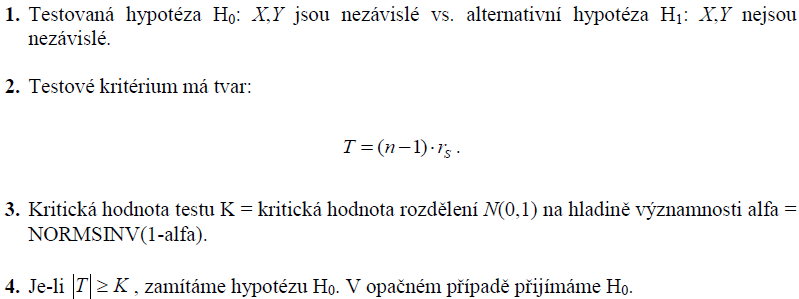 1. Testovaná hypotéza H₀: X,Y jsou nezávislé vs. alternativní hypotéza H₁: X,Y nejsou
nezávislé.
2. Testové kritérium má tvar:
T = (n−1)·r_S .
3. Kritická hodnota testu K = kritická hodnota rozdělení N(0,1) na hladině významnosti alfa =
NORMSINV(1-alfa).
4. Je-li |T| ≥ K , zamítáme hypotézu H₀. V opačném případě přijímáme H₀.